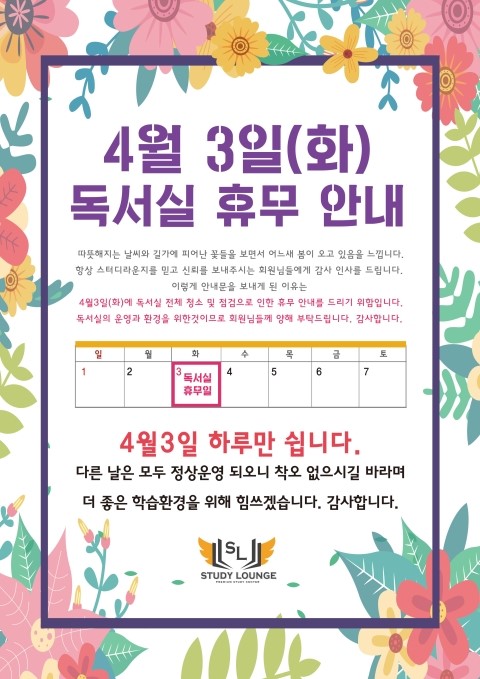 4월 3일(화)
독서실 휴무 안내
따뜻해지는 날씨와 길가에 피어난 꽃들을 보면서 어느새 봄이 오고 있음을 느낍니다.
항상 스터디라운지를 믿고 신뢰를 보내주시는 회원님들에게 감사 인사를 드립니다.
이렇게 안내문을 보내게 된 이유는
4월3일(화)에 독서실 전체 청소 및 점검으로 인한 휴무 안내를 드리기 위함입니다.
독서실의 운영과 환경을 위한것이므로 회원님들께 양해 부탁드립니다. 감사합니다.
일 월 화 수 목 금 토
1 2 3 독서실 4 5 6 7
휴무일
4월3일 하루만 쉽니다.
다른 날은 모두 정상운영 되오니 착오 없으시길 바라며
더 좋은 학습환경을 위해 힘쓰겠습니다. 감사합니다.
SL
STUDY LOUNGE
PREMIUM STUDY CENTER